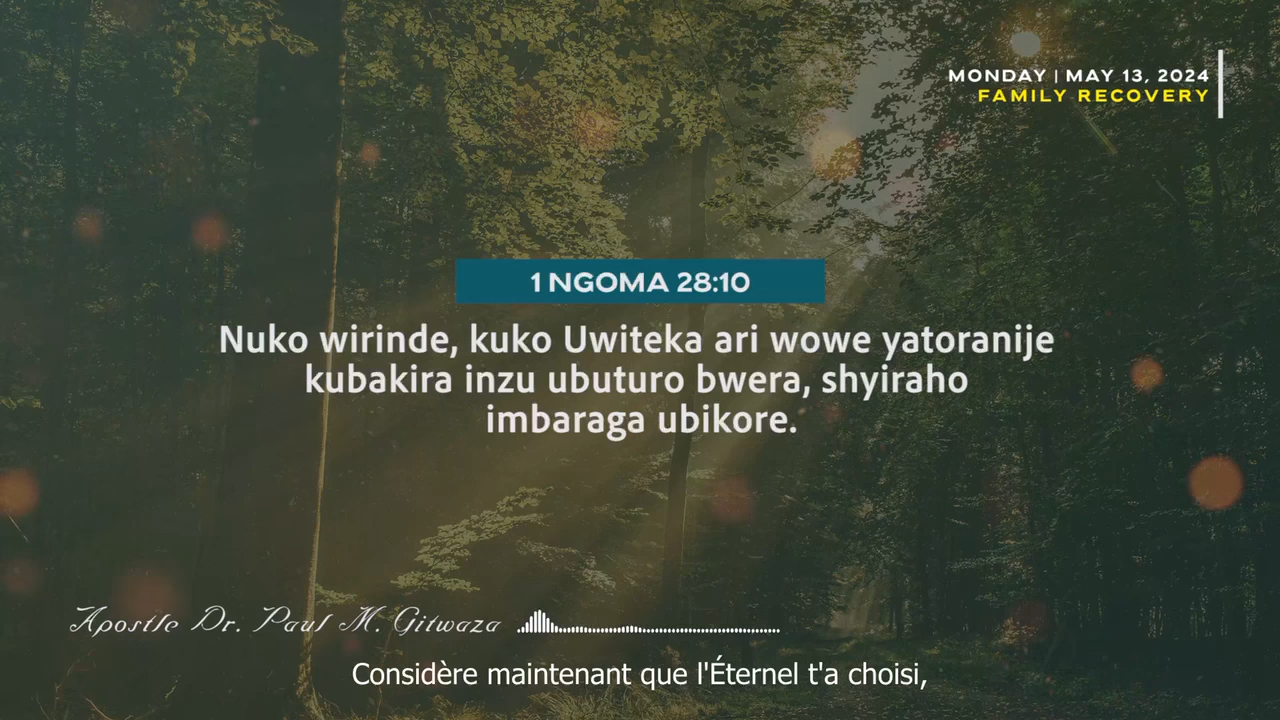 MONDAY | MAY 13, 2024
FAMILY RECOVERY
1 NGOMA 28:10
Nuko wirinde, kuko Uwiteka ari wowe yatoranije
kubakira inzu ubuturo bwera, shyiraho
imbaraga ubikore.
Apostle Dr. Paul M. Gitwaza
Considère maintenant que l'Éternel t'a choisi,